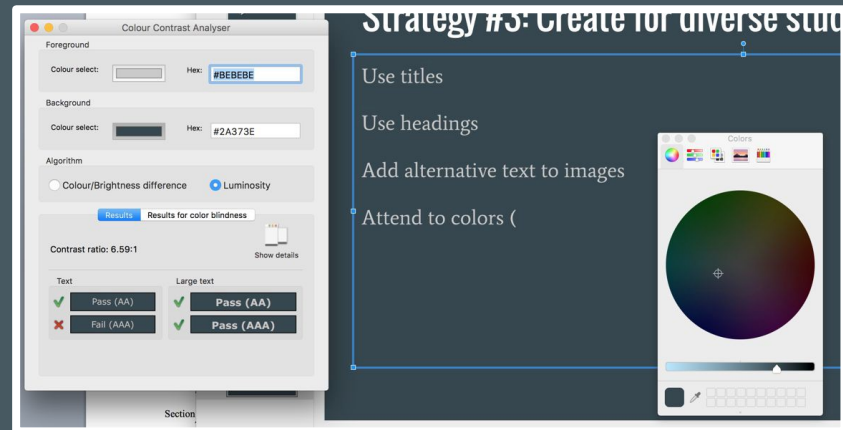 Colour Contrast Analyser
Foreground
Colour select:
Hex: #BEBEBE
Background
Colour select:
Hex: #2A373E
Algorithm
Colour/Brightness difference
Luminosity
Results
Results for color blindness
Contrast ratio: 6.59:1
Show details
Text
Large text
Pass (AA)
Pass (AA)
Fail (AAA)
Pass (AAA)
Section
Strategy #3: Create for diverse
Use titles
Use headings
Add alternative text to images
Attend to colors (
Colors